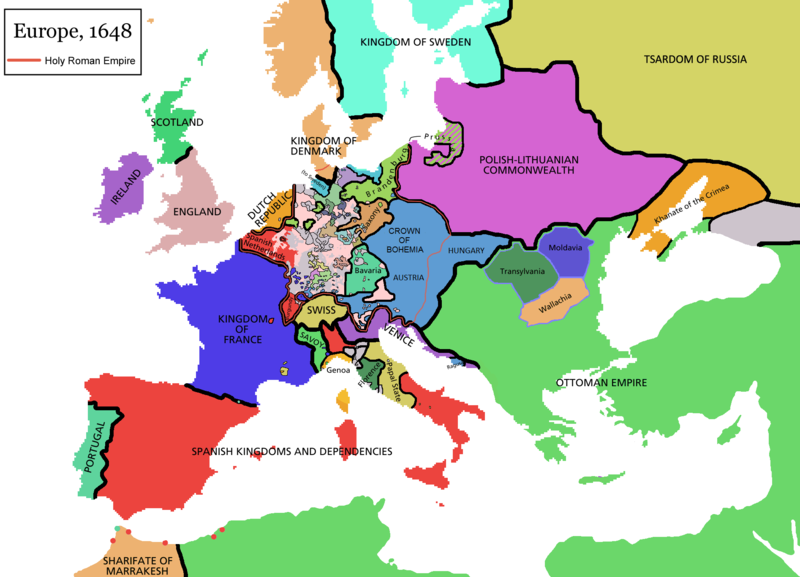 Europe, 1648
Holy Roman Empire
KINGDOM OF SWEDEN
TSARDOM OF RUSSIA
SCOTLAND
KINGDOM OF
DENMARK
IRELAND
ENGLAND
DUTCH
REPUBLIC
Brandenburg
POLISH-LITHUANIAN
COMMONWEALTH
Khanate of the Crimea
Spanish
Netherlands
Saxony
CROWN
OF
BOHEMIA
HUNGARY
Moldavia
Bavaria
AUSTRIA
Transylvania
Wallachia
KINGDOM
OF
FRANCE
SWISS
SAVOY
VENICE
Genoa
Florence
Papal State
OTTOMAN EMPIRE
PORTUGAL
SPANISH KINGDOMS AND DEPENDENCIES
SHARIFATE OF
MARRAKESH